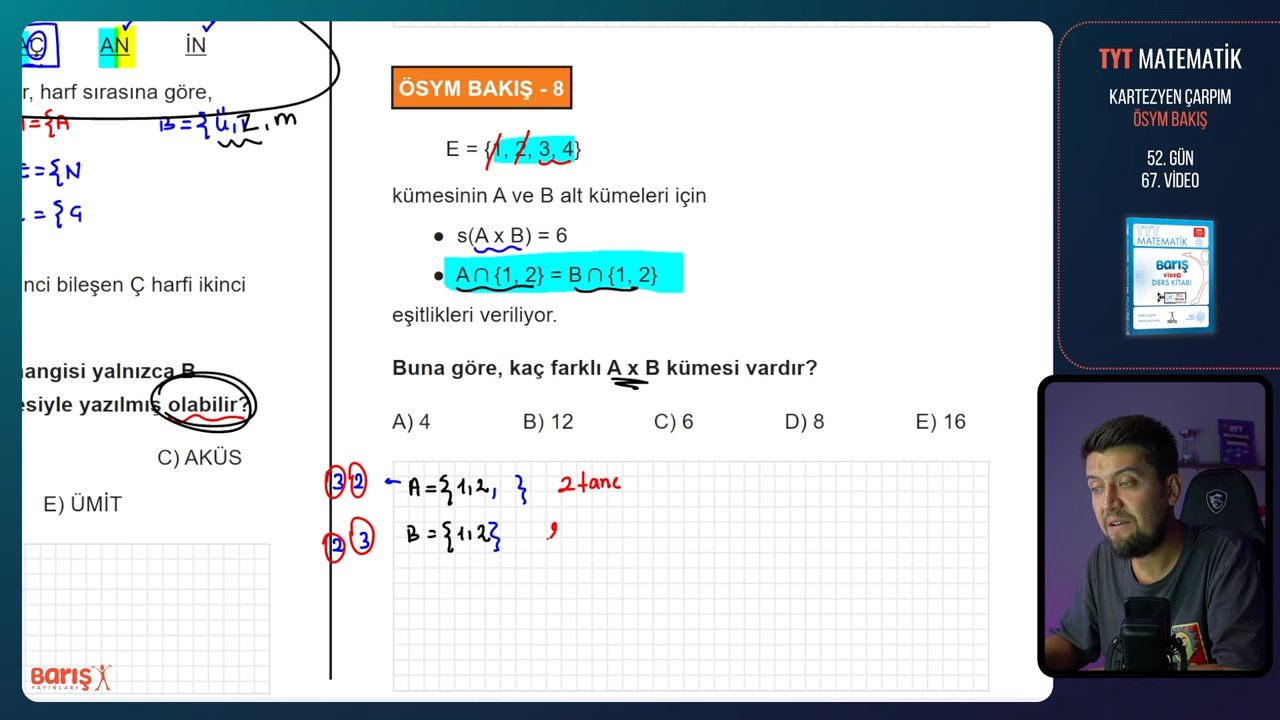 AÇ AN İN
r, harf sırasına göre,
={A B={ü,Z,m
={N
={G
nci bileşen Ç harfi ikinci
angisi yalnızca B
esiyle yazılmış olabilir?
C) AKÜS
E) ÜMİT
BARIŞ
YAYINLARI
ÖSYM BAKIŞ - 8
E = {1, 2, 3, 4}
kümesinin A ve B alt kümeleri için
• s(A x B) = 6
• A ∩ {1, 2} = B ∩ {1, 2}
eşitlikleri veriliyor.
Buna göre, kaç farklı A x B kümesi vardır?
A) 4 B) 12 C) 6 D) 8 E) 16
3 2 ← A={1,2, } 2 tane
2 3 B={1,2}
TYT MATEMATİK
KARTEZYEN ÇARPIM
ÖSYM BAKIŞ
52. GÜN
67. VİDEO
TYT
MATEMATİK
BARIŞ
VİDEO
DERS KİTABI